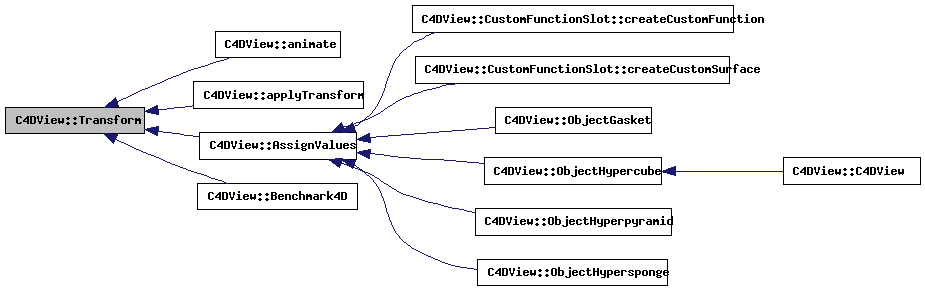 C4DView::CustomFunctionSlot::createCustomFunction
C4DView::animate
C4DView::CustomFunctionSlot::createCustomSurface
C4DView::applyTransform
C4DView::Transform
C4DView::ObjectGasket
C4DView::AssignValues
C4DView::ObjectHypercube
C4DView::C4DView
C4DView::Benchmark4D
C4DView::ObjectHyperpyramid
C4DView::ObjectHypersponge